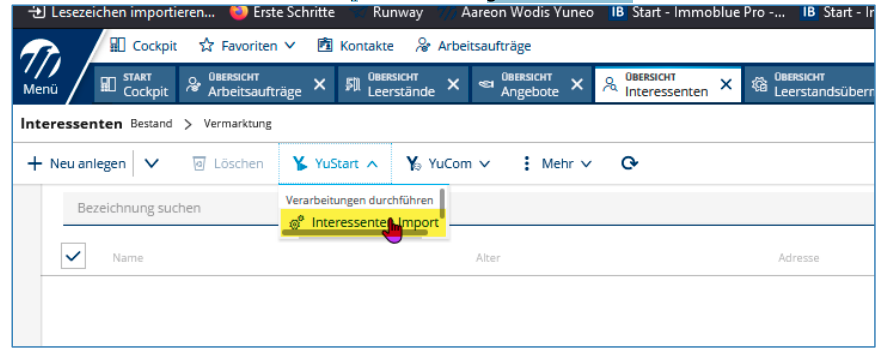 Lesezeichen importieren... Erste Schritte Runway Aareon Wodis Yuneo IB Start - Immoblue Pro -... IB Start - I
Cockpit Favoriten Kontakte Arbeitsaufträge
Menü START Cockpit ÜBERSICHT Arbeitsaufträge ÜBERSICHT Leerstände ÜBERSICHT Angebote ÜBERSICHT Interessenten ÜBERSICHT Leerstandsüberr
Interessenten Bestand > Vermarktung
+ Neu anlegen Löschen YuStart YuCom Mehr
Bezeichnung suchen
Verarbeitungen durchführen
Interessenten Import
Name Alter Adresse